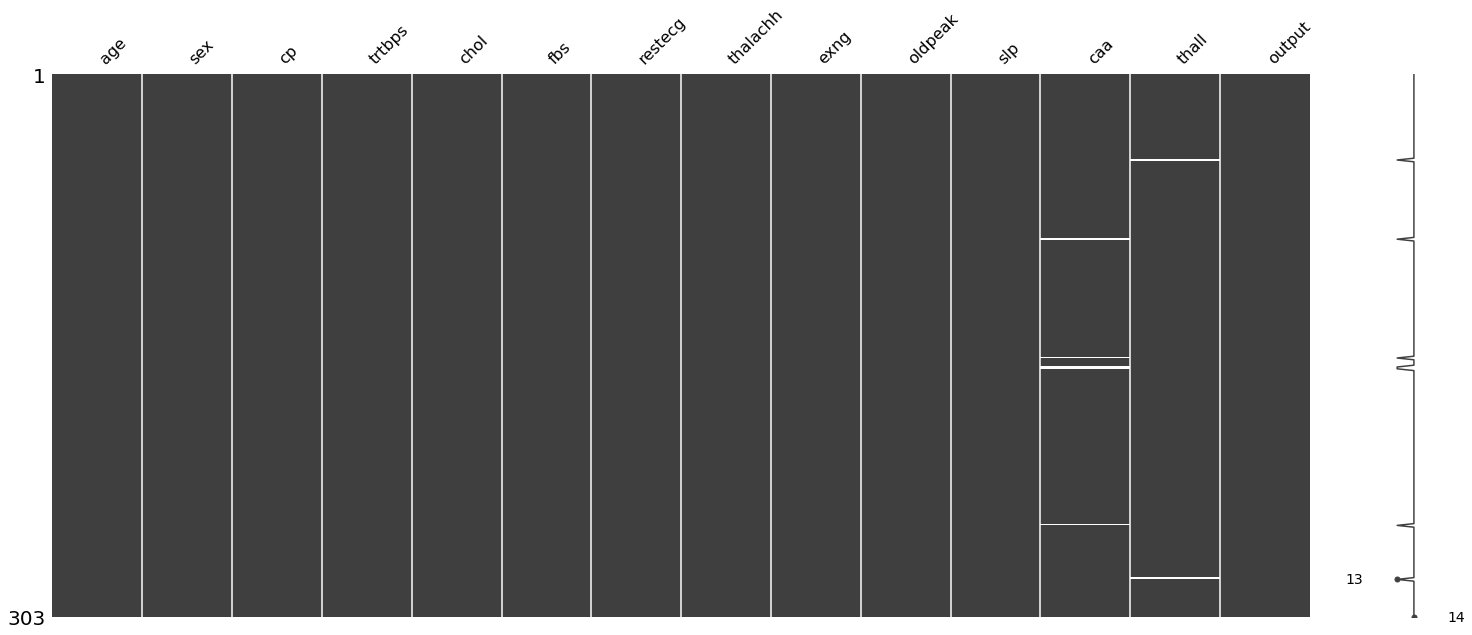 age sex cp trtbps chol fbs restecg thalachh exng oldpeak slp caa thall output
1
13
303
14